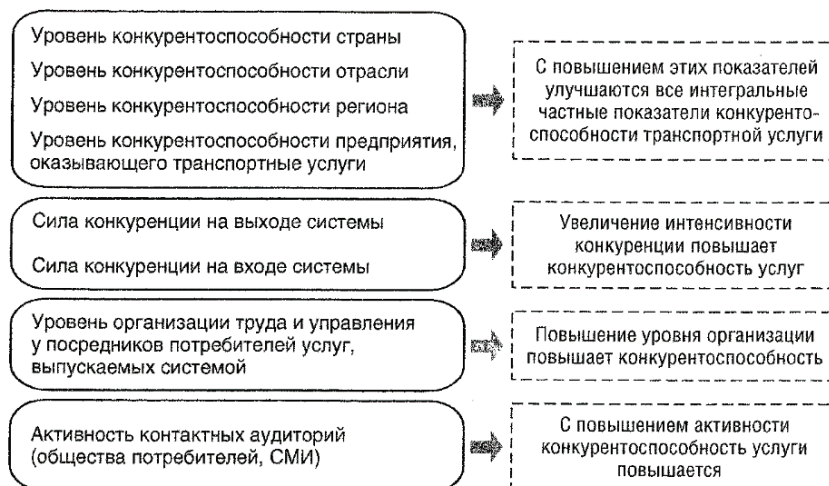 Уровень конкурентоспособности страны
Уровень конкурентоспособности отрасли
Уровень конкурентоспособности региона
Уровень конкурентоспособности предприятия,
оказывающего транспортные услуги
С повышением этих показателей
улучшаются все интегральные
частные показатели конкуренто-
способности транспортной услуги
Сила конкуренции на выходе системы
Сила конкуренции на входе системы
Увеличение интенсивности
конкуренции повышает
конкурентоспособность услуг
Уровень организации труда и управления
у посредников потребителей услуг,
выпускаемых системой
Повышение уровня организации
повышает конкурентоспособность
Активность контактных аудиторий
(общества потребителей, СМИ)
С повышением активности
конкурентоспособность услуги
повышается